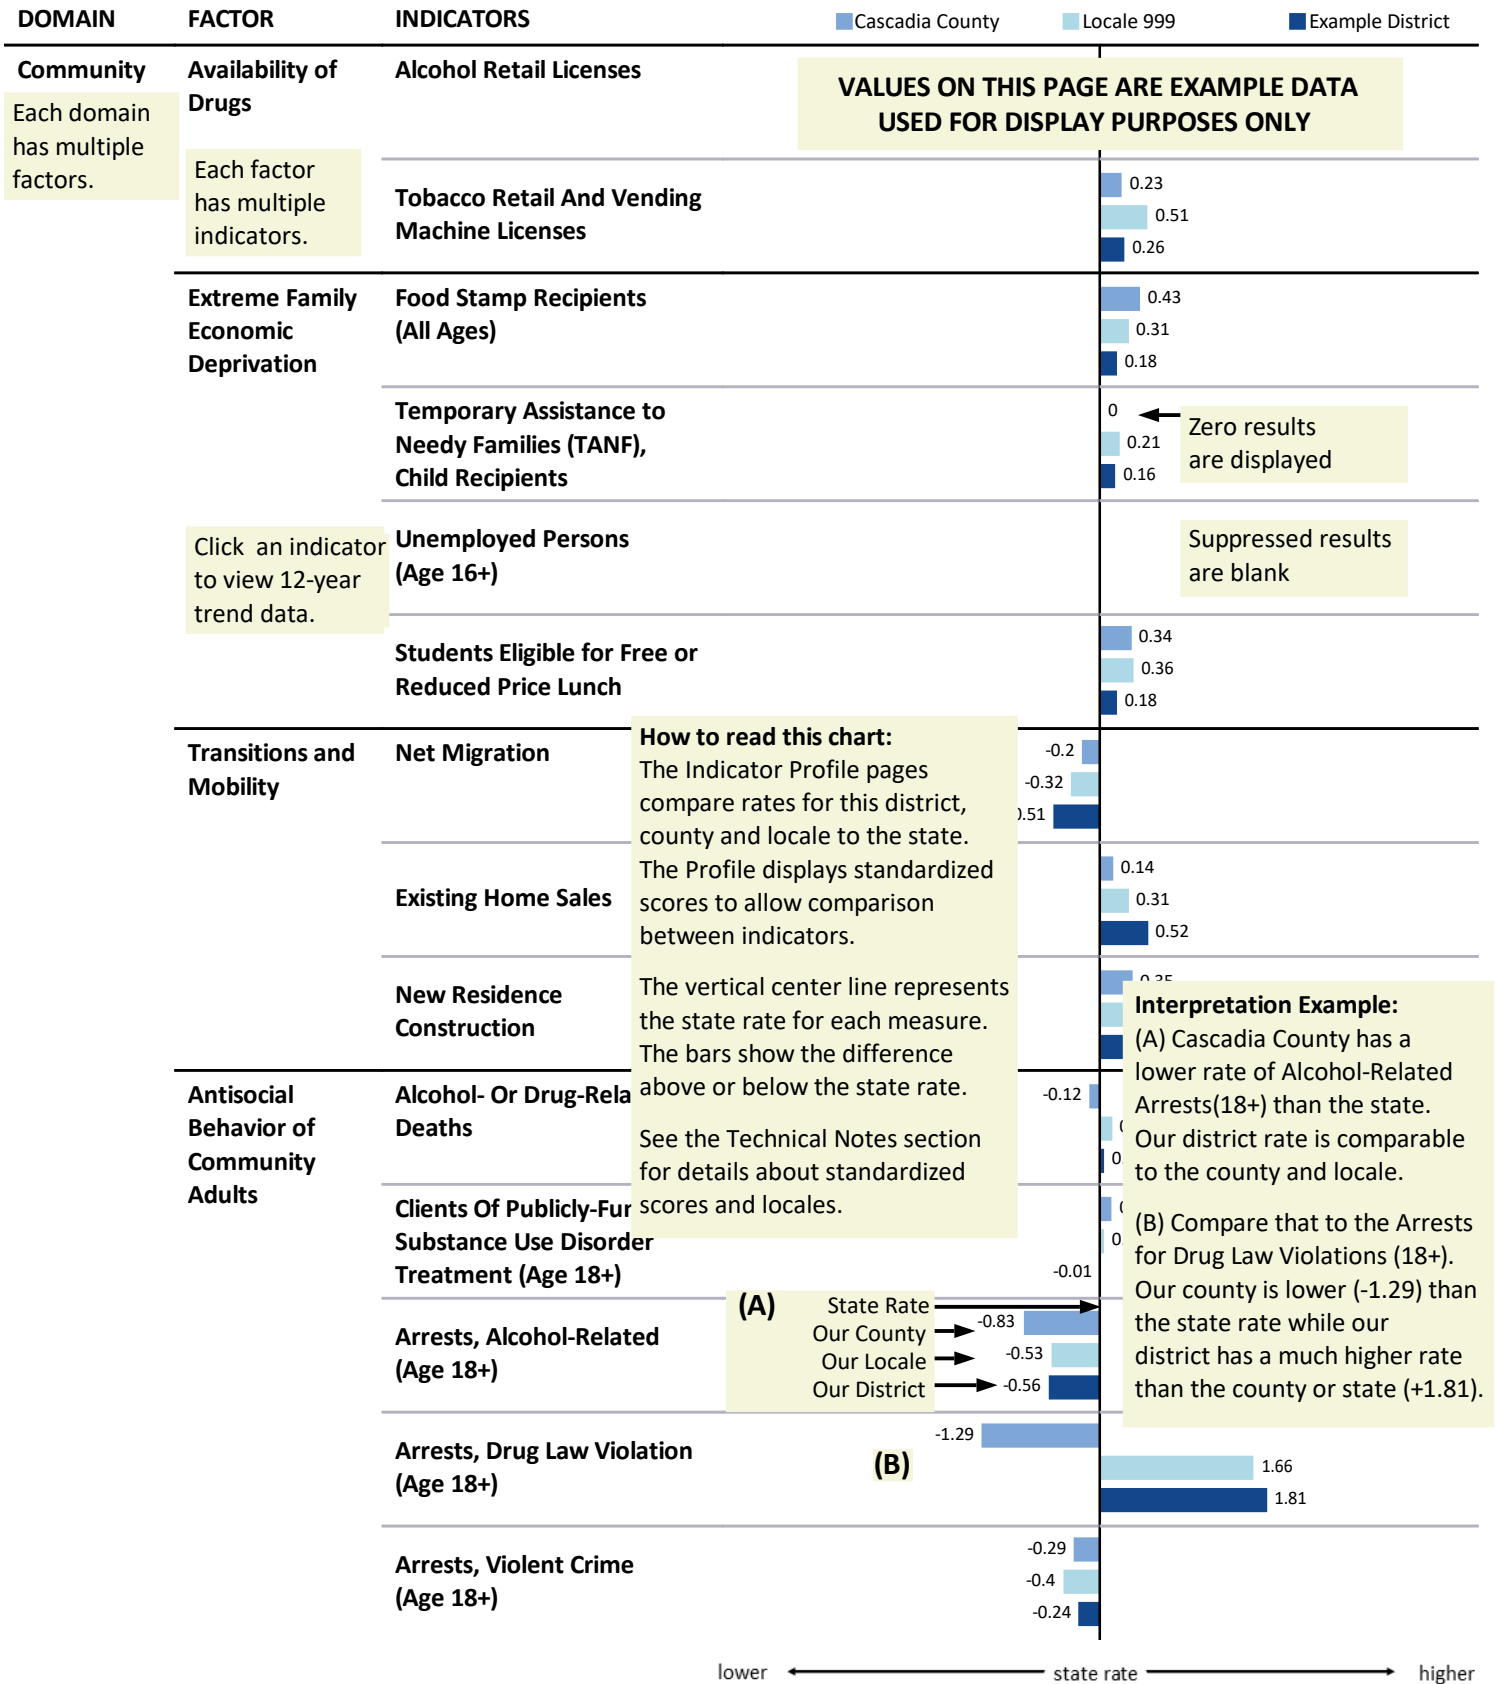 DOMAIN FACTOR INDICATORS Cascadia County Locale 999 Example District
Community
Each domain
has multiple
factors.
Availability of
Drugs
Each factor
has multiple
indicators.
Alcohol Retail Licenses
VALUES ON THIS PAGE ARE EXAMPLE DATA
USED FOR DISPLAY PURPOSES ONLY
Tobacco Retail And Vending
Machine Licenses
0.23
0.51
0.26
Extreme Family
Economic
Deprivation
Food Stamp Recipients
(All Ages)
0.43
0.31
0.18
Temporary Assistance to
Needy Families (TANF),
Child Recipients
0
0.21
0.16
Zero results
are displayed
Click an indicator
to view 12-year
trend data.
Unemployed Persons
(Age 16+)
Suppressed results
are blank
Students Eligible for Free or
Reduced Price Lunch
0.34
0.36
0.18
Transitions and
Mobility
Net Migration
-0.2
-0.32
.51
How to read this chart:
The Indicator Profile pages
compare rates for this district,
county and locale to the state.
The Profile displays standardized
scores to allow comparison
between indicators.
The vertical center line represents
the state rate for each measure.
The bars show the difference
above or below the state rate.
See the Technical Notes section
for details about standardized
scores and locales.
Existing Home Sales
0.14
0.31
0.52
New Residence
Construction
Interpretation Example:
(A) Cascadia County has a
lower rate of Alcohol-Related
Arrests(18+) than the state.
Our district rate is comparable
to the county and locale.
(B) Compare that to the Arrests
for Drug Law Violations (18+).
Our county is lower (-1.29) than
the state rate while our
district has a much higher rate
than the county or state (+1.81).
Antisocial
Behavior of
Community
Adults
Alcohol- Or Drug-Rela
Deaths
-0.12
Clients Of Publicly-Fu
Substance Use Disorder
Treatment (Age 18+)
-0.01
Arrests, Alcohol-Related
(Age 18+)
(A) State Rate
Our County -0.83
Our Locale -0.53
Our District -0.56
Arrests, Drug Law Violation
(Age 18+)
(B)
-1.29
1.66
1.81
Arrests, Violent Crime
(Age 18+)
-0.29
-0.4
-0.24
lower state rate higher